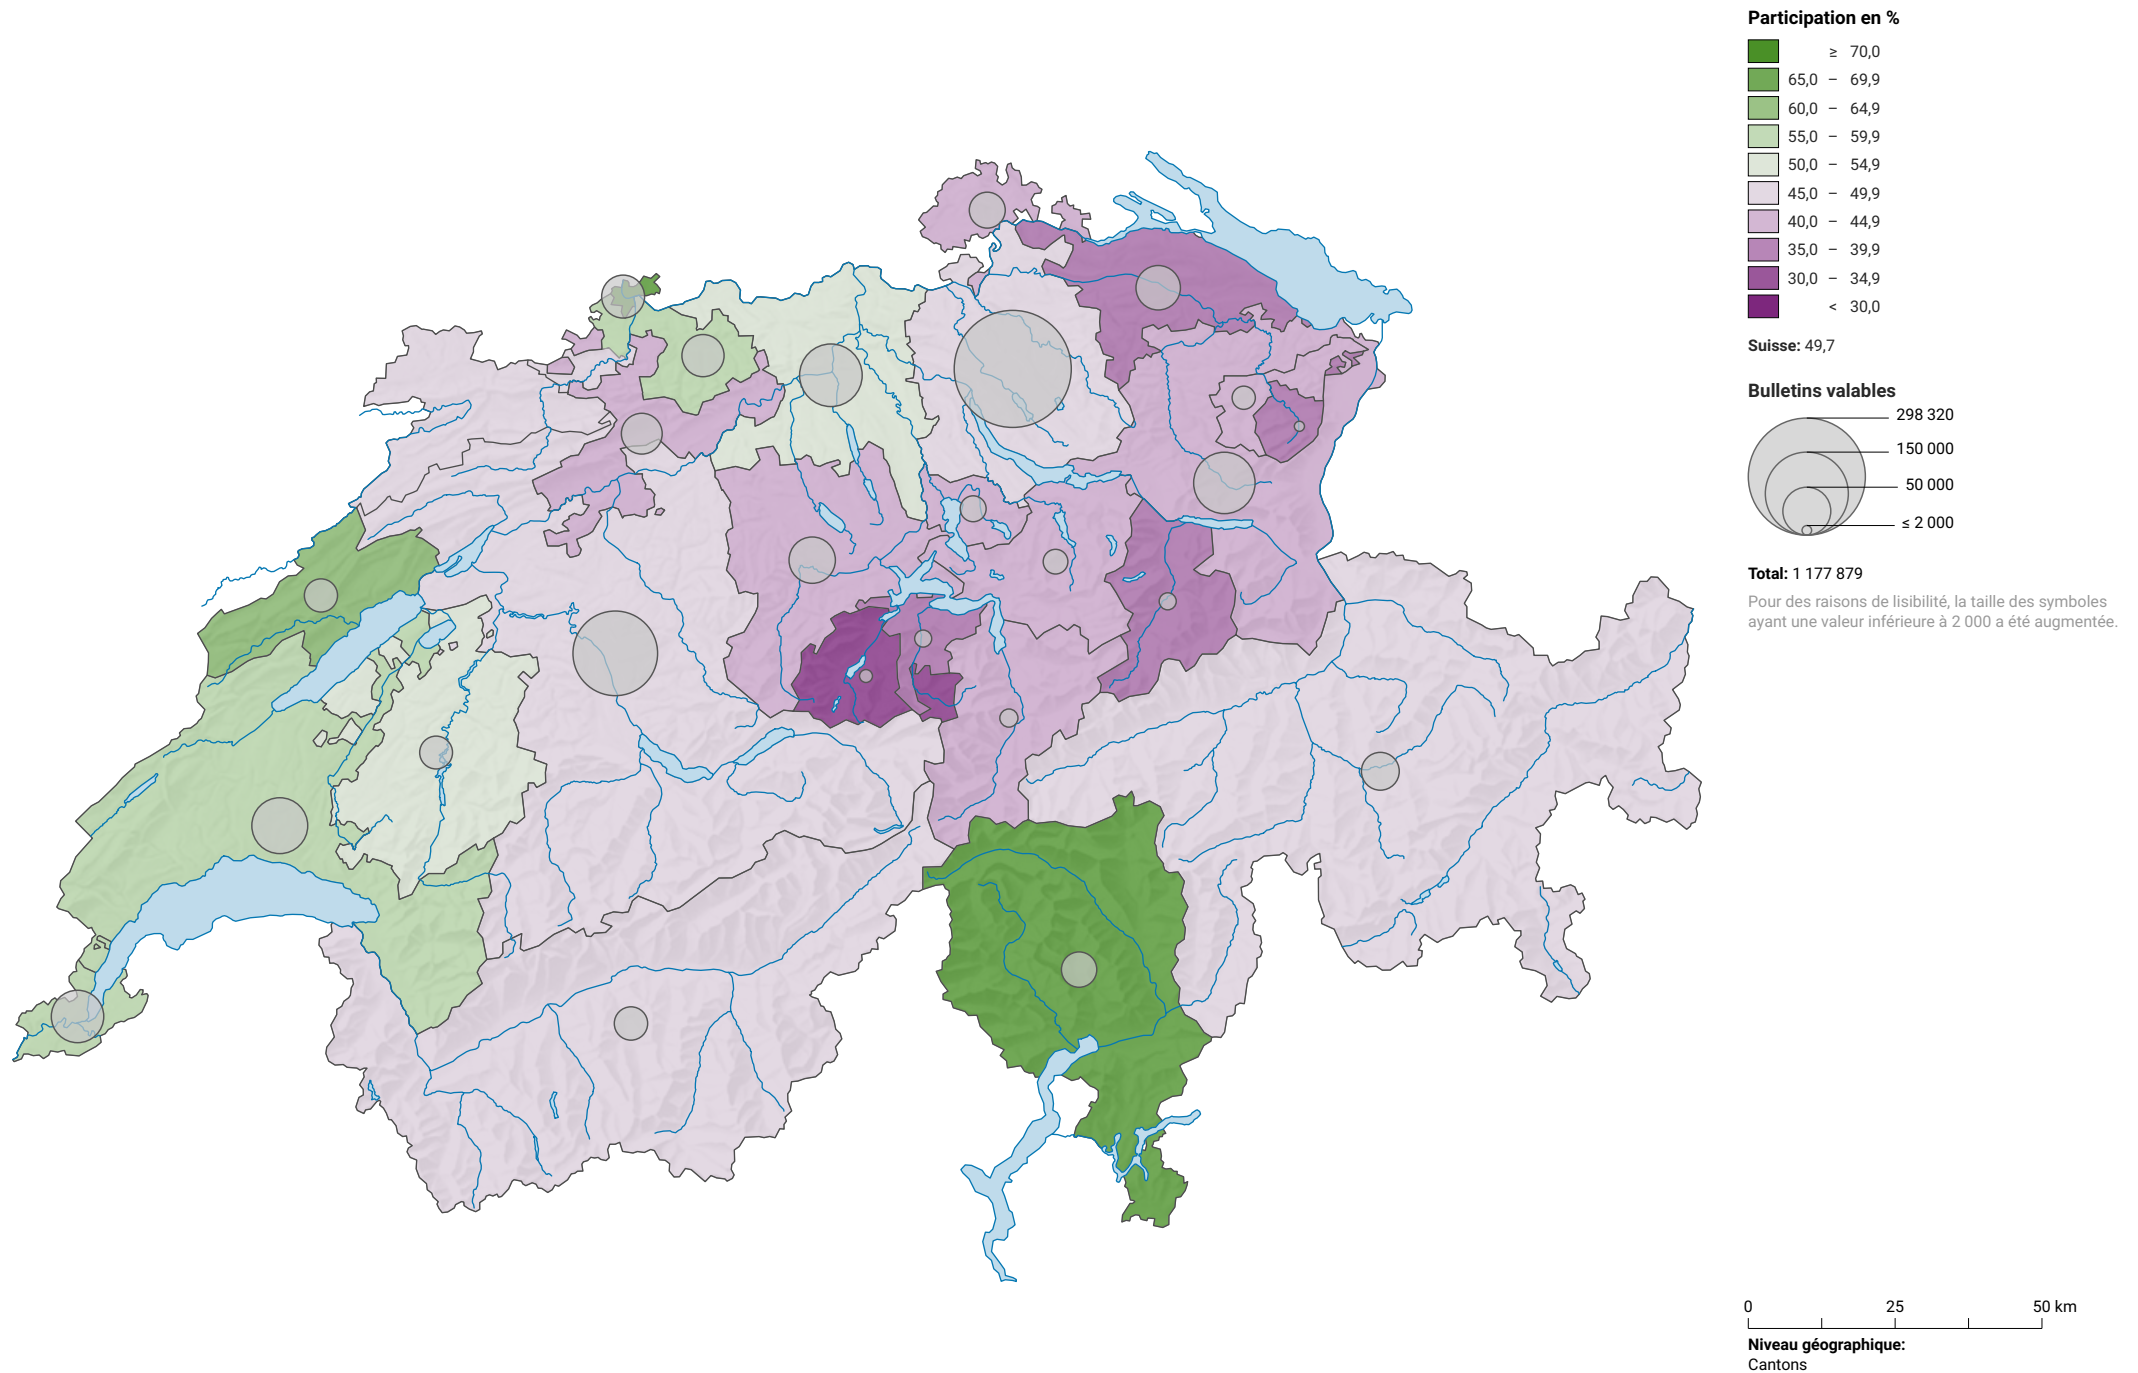 Participation en %
≥ 70,0
65,0 – 69,9
60,0 – 64,9
55,0 – 59,9
50,0 – 54,9
45,0 – 49,9
40,0 – 44,9
35,0 – 39,9
30,0 – 34,9
< 30,0
Suisse: 49,7
Bulletins valables
298 320
150 000
50 000
≤ 2 000
Total: 1 177 879
Pour des raisons de lisibilité, la taille des symboles
ayant une valeur inférieure à 2 000 a été augmentée.
0 25 50 km
Niveau géographique:
Cantons